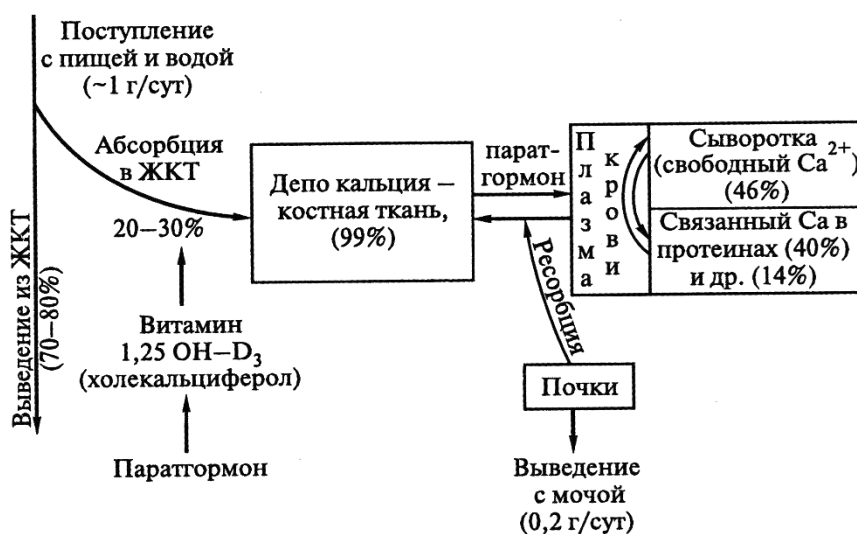 Поступление
с пищей и водой
(~1 г/сут)
Абсорбция
в ЖКТ
20–30%
Выведение из ЖКТ
(70–80%)
Витамин
1,25 OH–D₃
(холекальциферол)
Паратгормон
Депо кальция –
костная ткань,
(99%)
парат-
гормон
Плазма
крови
Сыворотка
(свободный Ca²⁺)
(46%)
Связанный Ca в
протеинах (40%)
и др. (14%)
Ресорбция
Почки
Выведение
с мочой
(0,2 г/сут)